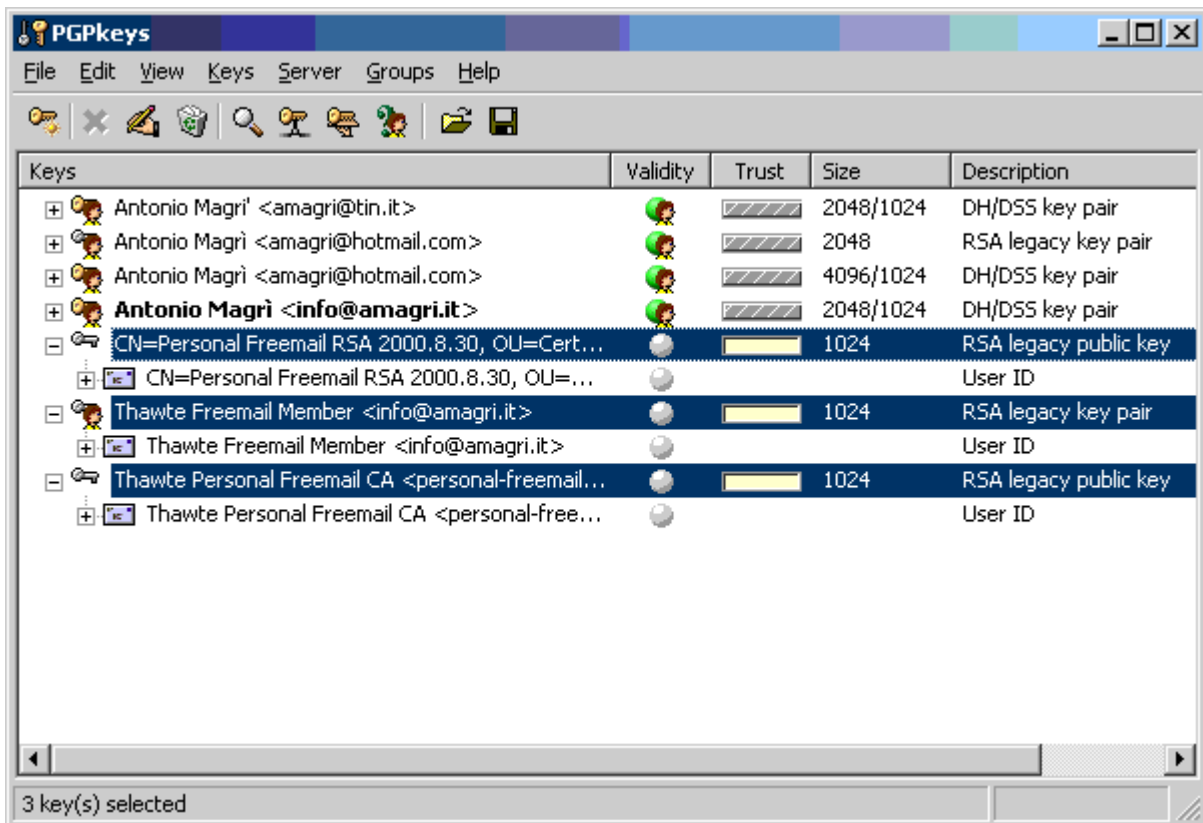 PGPkeys
File Edit View Keys Server Groups Help
Keys Validity Trust Size Description
Antonio Magri' <amagri@tin.it> 2048/1024 DH/DSS key pair
Antonio Magrì <amagri@hotmail.com> 2048 RSA legacy key pair
Antonio Magrì <amagri@hotmail.com> 4096/1024 DH/DSS key pair
Antonio Magrì <info@amagri.it> 2048/1024 DH/DSS key pair
CN=Personal Freemail RSA 2000.8.30, OU=Cert... 1024 RSA legacy public key
CN=Personal Freemail RSA 2000.8.30, OU=... User ID
Thawte Freemail Member <info@amagri.it> 1024 RSA legacy key pair
Thawte Freemail Member <info@amagri.it> User ID
Thawte Personal Freemail CA <personal-freemail... 1024 RSA legacy public key
Thawte Personal Freemail CA <personal-free... User ID
3 key(s) selected